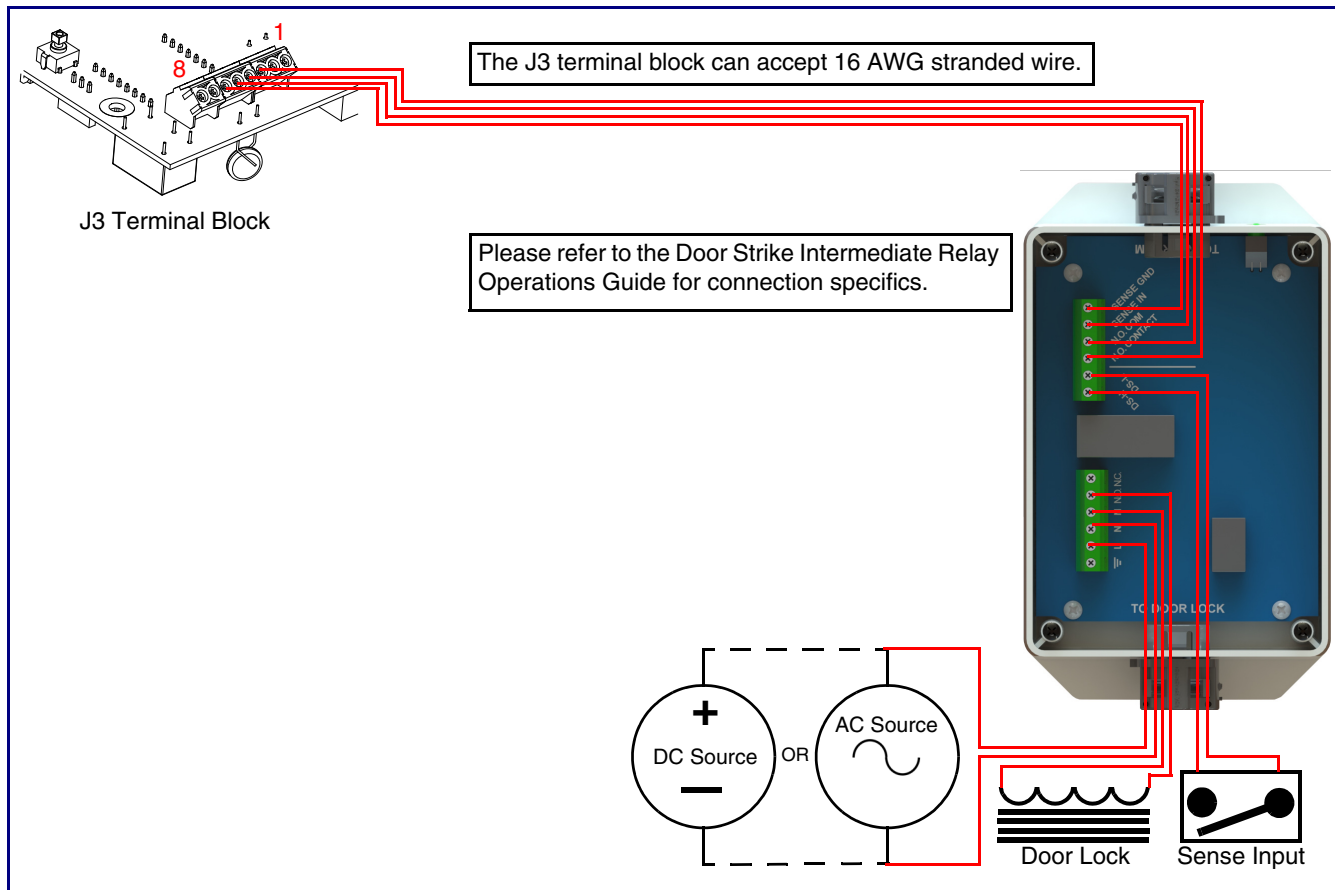 1
8
The J3 terminal block can accept 16 AWG stranded wire.
J3 Terminal Block
Please refer to the Door Strike Intermediate Relay
Operations Guide for connection specifics.
SENSE GND
SENSE IN
N.O. COM
N.O. CONTACT
DS-1
N.C.
N.O.
N
N
L
TO DOOR LOCK
+
DC Source
OR
AC Source
Door Lock
Sense Input